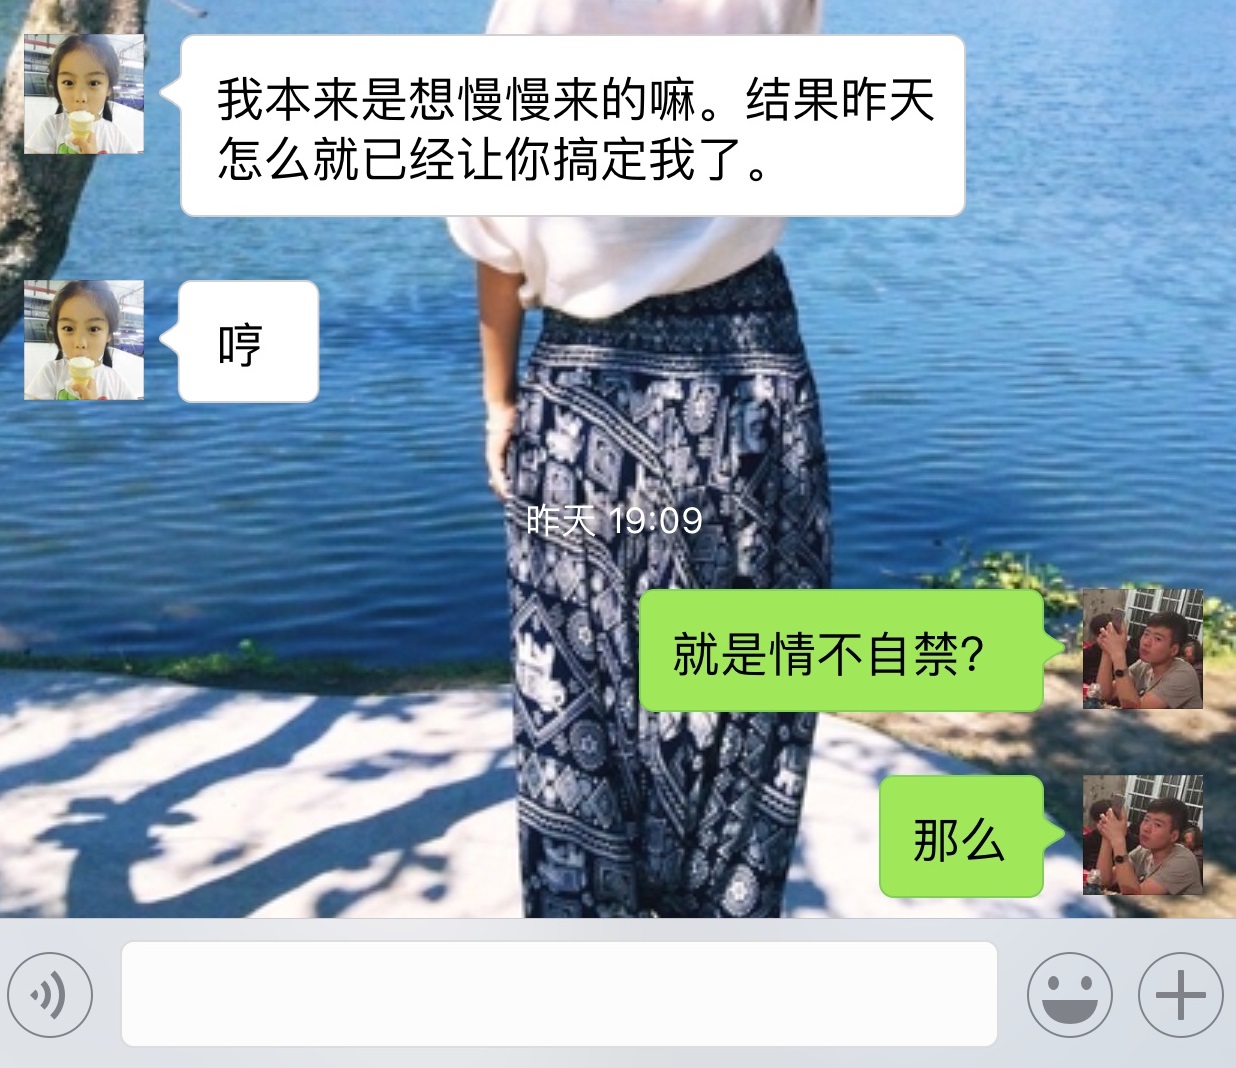 我本来是想慢慢来的嘛。结果昨天
怎么就已经让你搞定我了。
哼
昨天 19:09
就是情不自禁?
那么